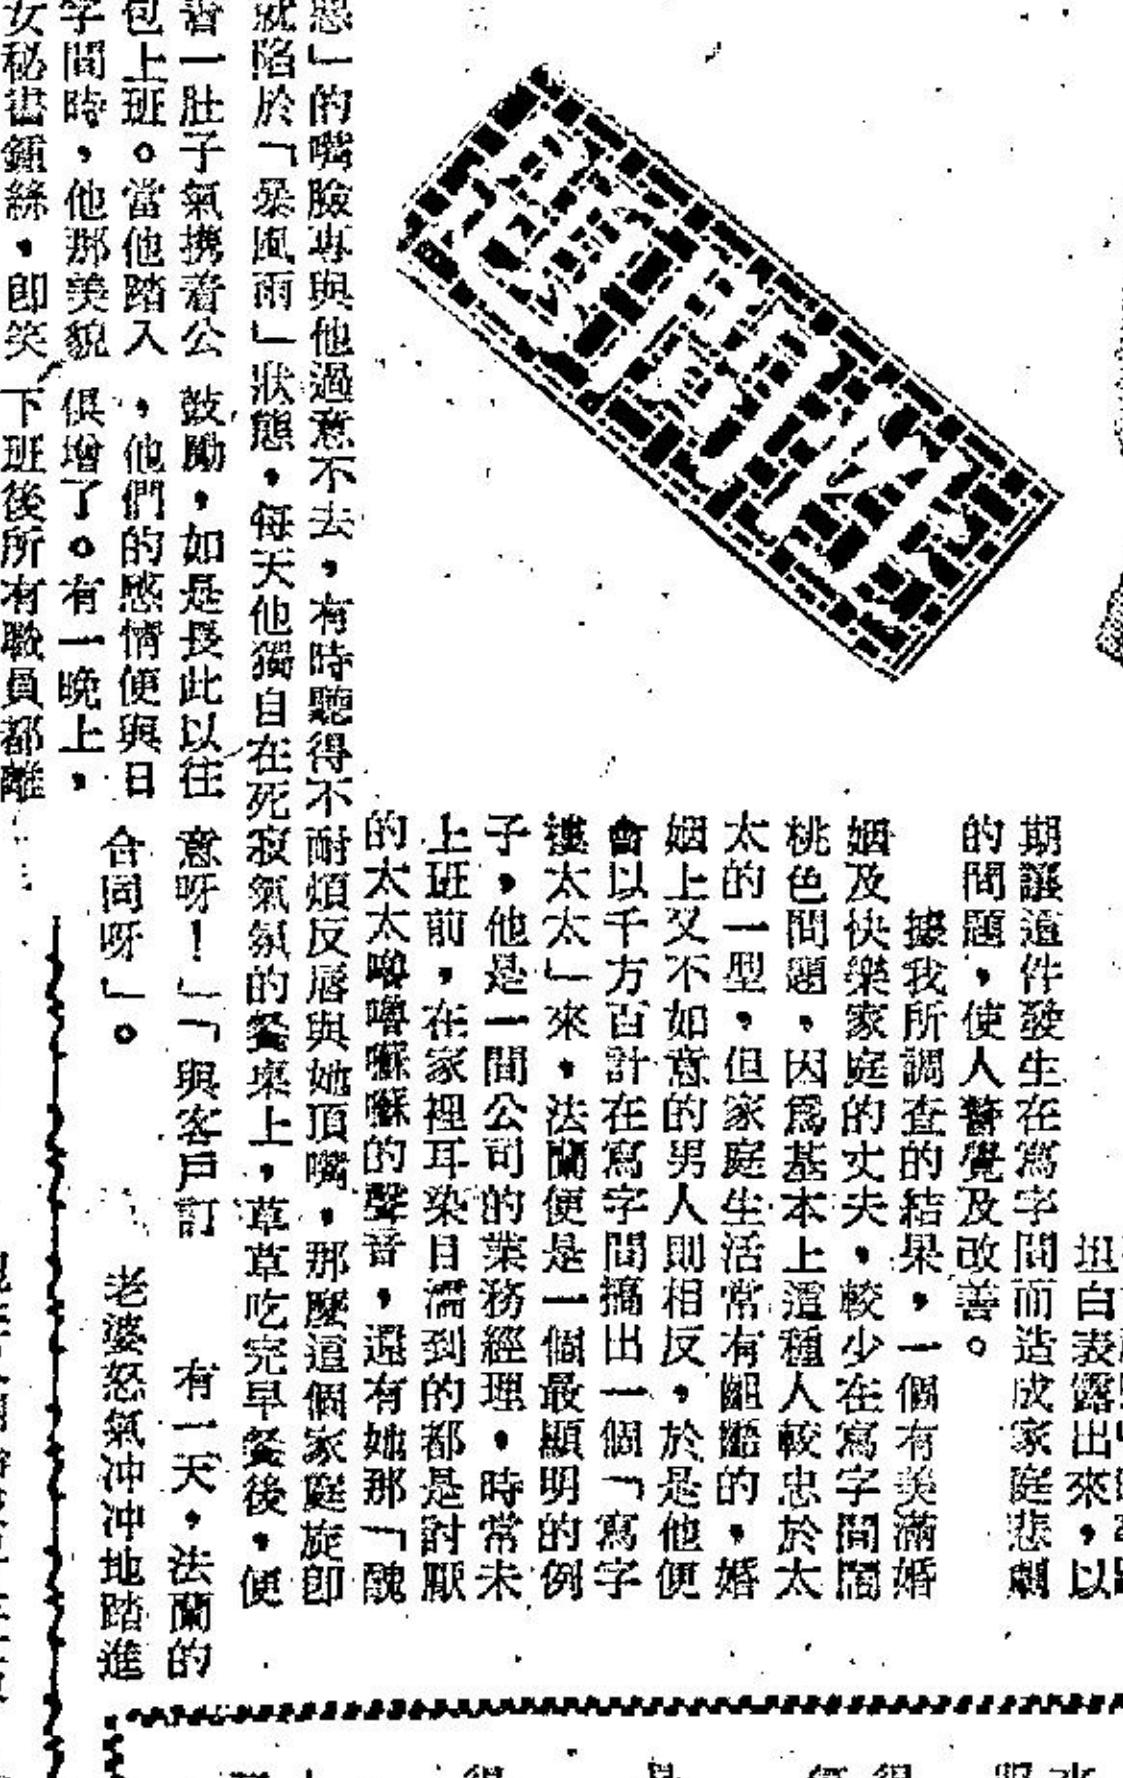 坦白表露出來，以
期讓這件發生在寫字間而造成家庭悲劇
的問題，使人警覺及改善。
據我所調查的結果，一個有美滿婚
姻及快樂家庭的丈夫，較少在寫字間鬧
桃色問題，因爲基本上這種人較忠於太
太的一型，但家庭生活常有齟齬的，婚
姻上又不如意的男人則相反，於是他便
會以千方百計在寫字間搞出一個「寫字
樓太太」來，法蘭便是一個最顯明的例
子，他是一間公司的業務經理，時常未
上班前，在家裡耳染目濡到的都是討厭
的太太嚕嚕囌囌的聲音，還有她那「醜
惡」的嘴臉專與他過意不去，有時聽得不耐煩反唇與她頂嘴，那麼這個家庭旋即
就陷於「暴風雨」狀態，每天他獨自在死寂氣氛的餐桌上，草草吃完早餐後，便
着一肚子氣携着公
包上班。當他踏入
字間時，他那美貌
女秘書鍾絲，即笑
鼓勵，如是長此以往
，他們的感情便與日
俱增了。有一晚上，
下班後所有職員都離
意呀！」「與客戶訂
合同呀」。
有一天，法蘭的
老婆怒氣冲冲地踏進